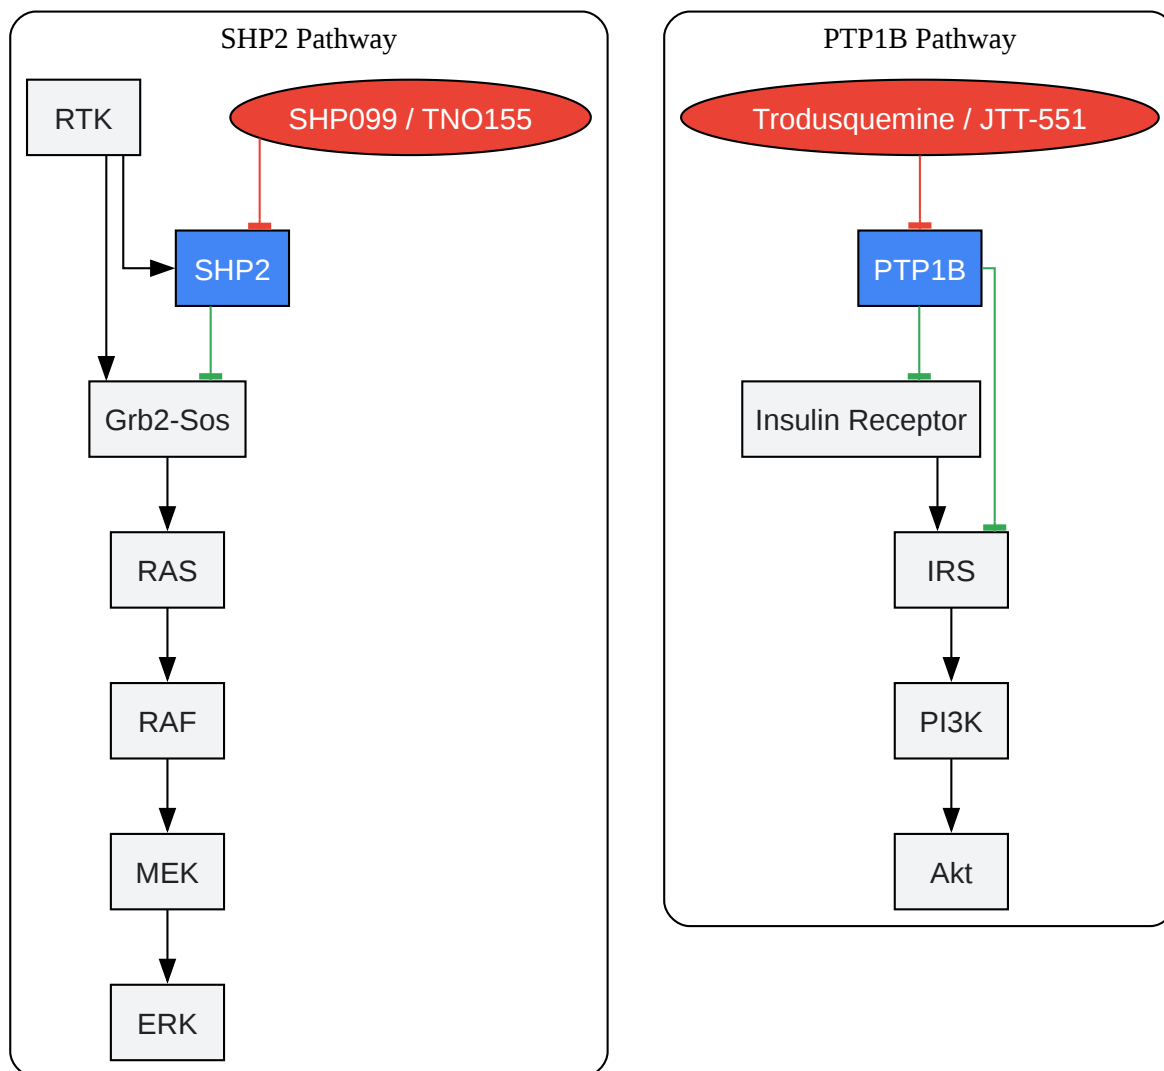 SHP2 Pathway
RTK
SHP099 / TNO155
SHP2
Grb2-Sos
RAS
RAF
MEK
ERK
PTP1B Pathway
Trodusquemine / JTT-551
PTP1B
Insulin Receptor
IRS
PI3K
Akt